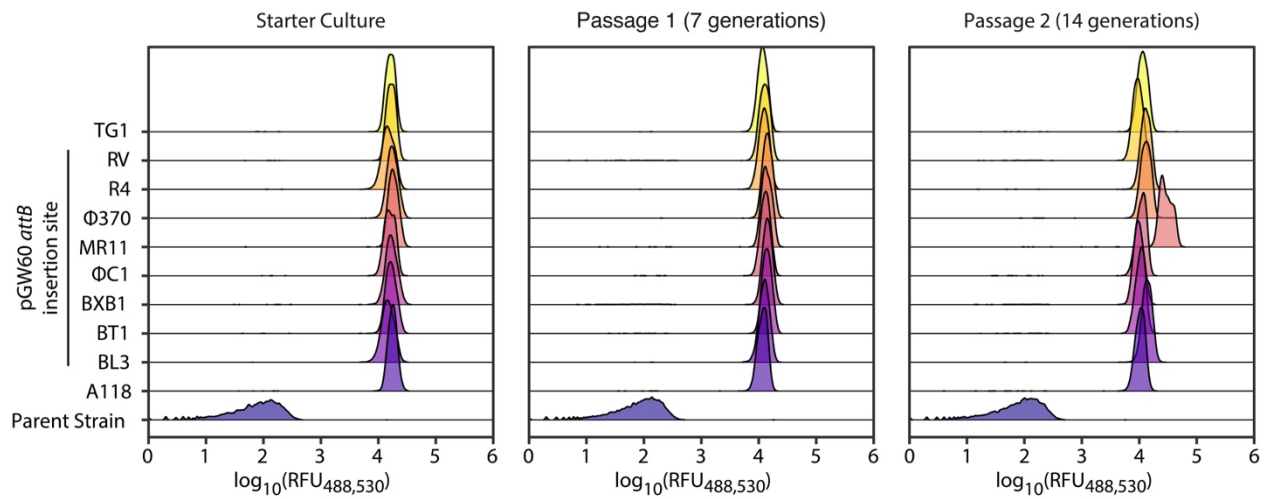 Starter Culture
Passage 1 (7 generations)
Passage 2 (14 generations)
pGW60 attB
insertion site
TG1
RV
R4
Φ370
MR11
ΦC1
BXB1
BT1
BL3
A118
Parent Strain
0 1 2 3 4 5 6
0 1 2 3 4 5 6
0 1 2 3 4 5 6
log10(RFU488,530)
log10(RFU488,530)
log10(RFU488,530)